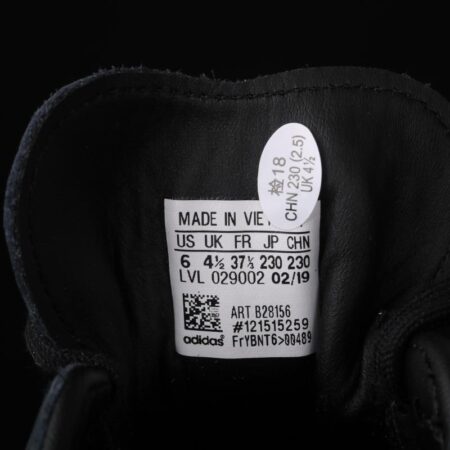 检18
CHN 230 (2.5)
UK 4½
MADE IN VIE
US UK FR JP CHN
6 4½ 37⅓ 230 230
LVL 029002 02/19
ART B28156
#121515259
adidas FrYBNT6>00489